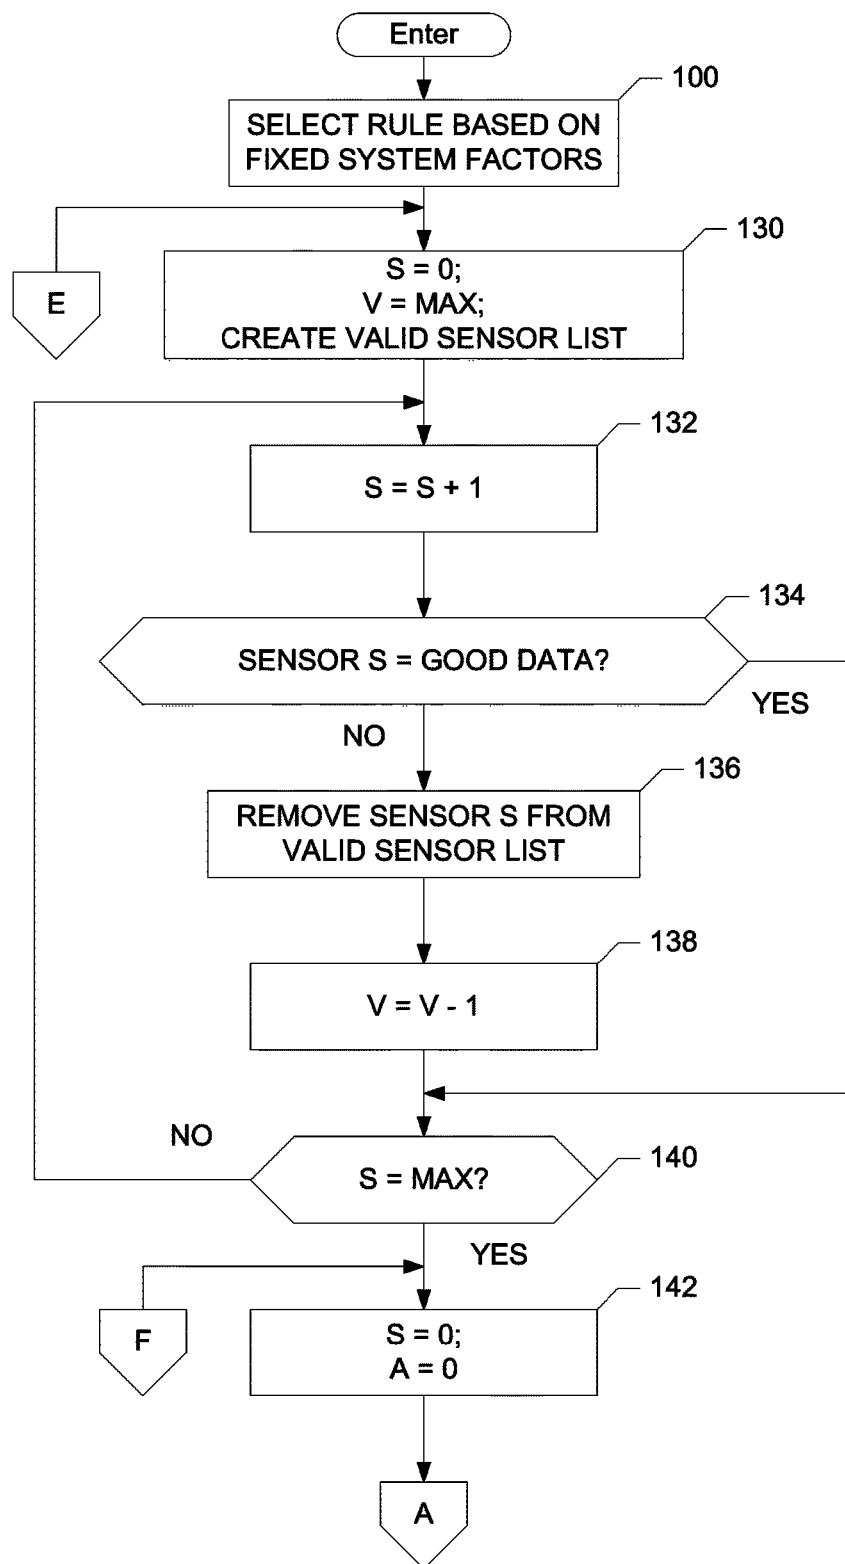 Enter
100
SELECT RULE BASED ON
FIXED SYSTEM FACTORS
130
E
S = 0;
V = MAX;
CREATE VALID SENSOR LIST
132
S = S + 1
134
SENSOR S = GOOD DATA?
YES
NO
136
REMOVE SENSOR S FROM
VALID SENSOR LIST
138
V = V - 1
NO
140
S = MAX?
YES
142
F
S = 0;
A = 0
A